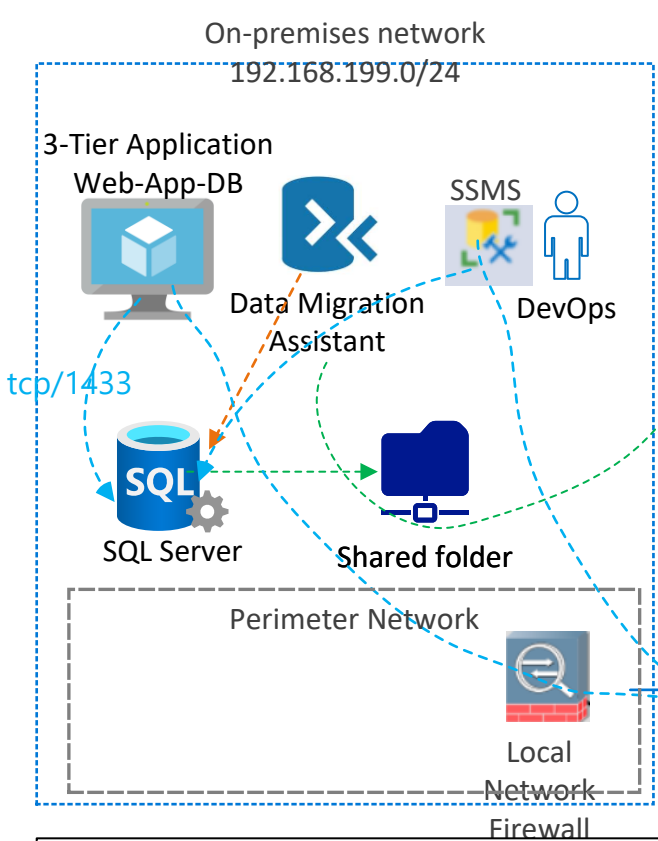 On-premises network
192.168.199.0/24
3-Tier Application
Web-App-DB
SSMS
Data Migration
Assistant
DevOps
tcp/1433
SQL
SQL Server
Shared folder
Perimeter Network
Local
Network
Firewall